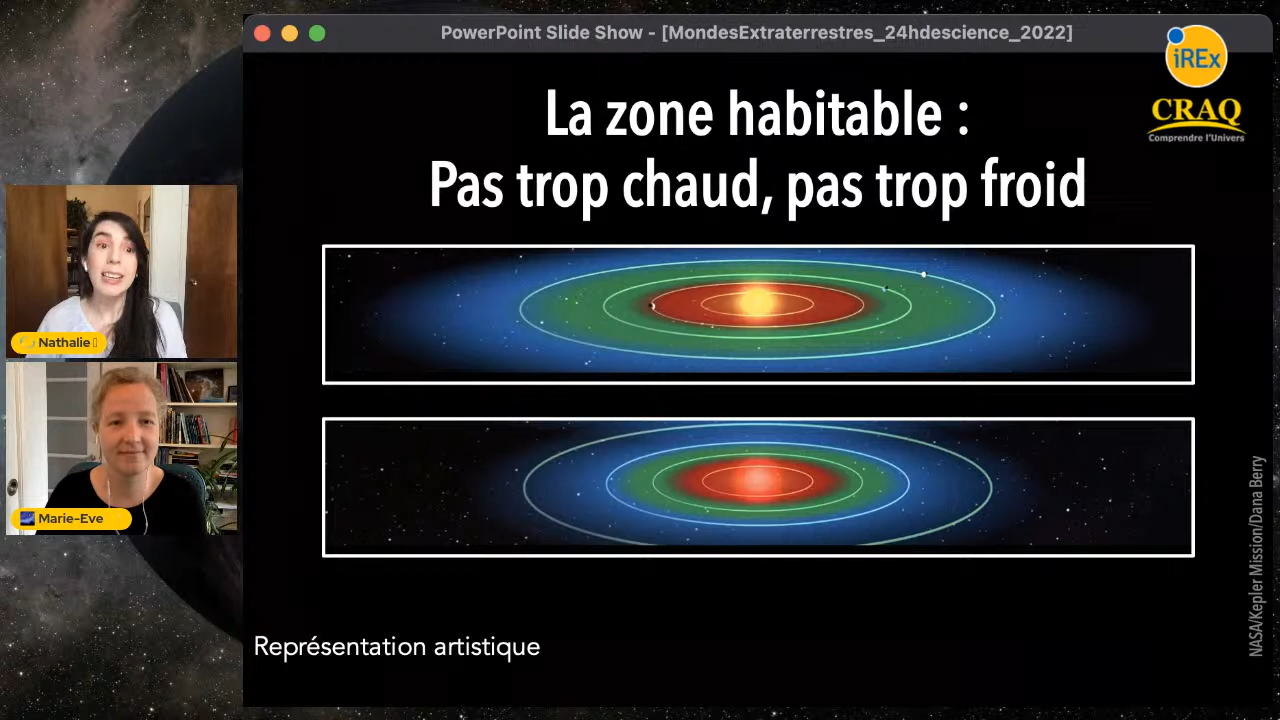 PowerPoint Slide Show - [MondesExtraterrestres_24hdescience_2022]
iREx
CRAQ
Comprendre l'Univers
La zone habitable :
Pas trop chaud, pas trop froid
Nathalie
Marie-Eve
NASA/Kepler Mission/Dana Berry
Représentation artistique